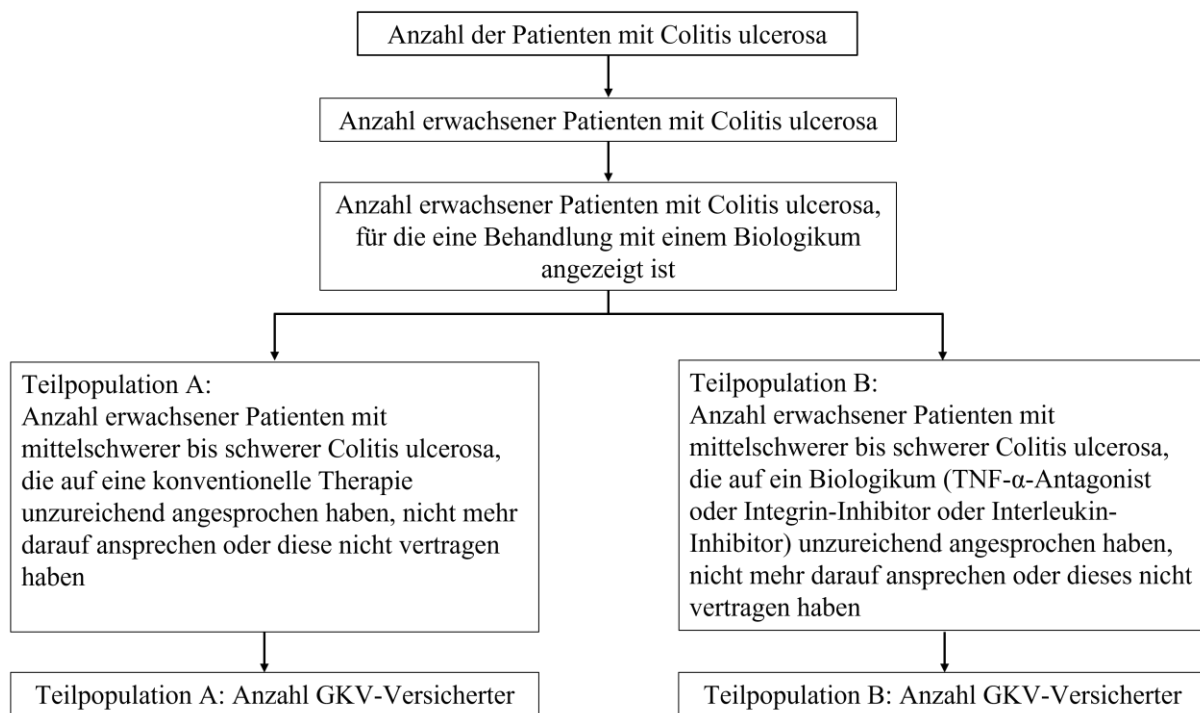 Anzahl der Patienten mit Colitis ulcerosa
Anzahl erwachsener Patienten mit Colitis ulcerosa
Anzahl erwachsener Patienten mit Colitis ulcerosa,
für die eine Behandlung mit einem Biologikum
angezeigt ist
Teilpopulation A:
Anzahl erwachsener Patienten mit
mittelschwerer bis schwerer Colitis ulcerosa,
die auf eine konventionelle Therapie
unzureichend angesprochen haben, nicht mehr
darauf ansprechen oder diese nicht vertragen
haben
Teilpopulation B:
Anzahl erwachsener Patienten mit
mittelschwerer bis schwerer Colitis ulcerosa,
die auf ein Biologikum (TNF-α-Antagonist
oder Integrin-Inhibitor oder Interleukin-
Inhibitor) unzureichend angesprochen haben,
nicht mehr darauf ansprechen oder dieses nicht
vertragen haben
Teilpopulation A: Anzahl GKV-Versicherter
Teilpopulation B: Anzahl GKV-Versicherter